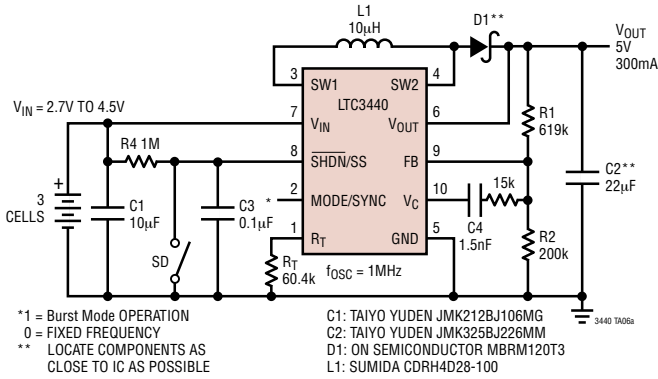 L1
10µH
D1**
VOUT
5V
300mA
3
SW1
SW2
4
LTC3440
VIN = 2.7V TO 4.5V
7
VIN
VOUT
6
R1
619k
R4 1M
8
SHDN/SS
FB
9
C2**
22µF
+
3
CELLS
C1
10µF
C3
0.1µF
*
2
MODE/SYNC
VC
10
15k
C4
1.5nF
SD
1
RT
GND
5
R2
200k
RT
60.4k
fOSC = 1MHz
3440 TA06a
*1 = Burst Mode OPERATION
0 = FIXED FREQUENCY
** LOCATE COMPONENTS AS
CLOSE TO IC AS POSSIBLE
C1: TAIYO YUDEN JMK212BJ106MG
C2: TAIYO YUDEN JMK325BJ226MM
D1: ON SEMICONDUCTOR MBRM120T3
L1: SUMIDA CDRH4D28-100